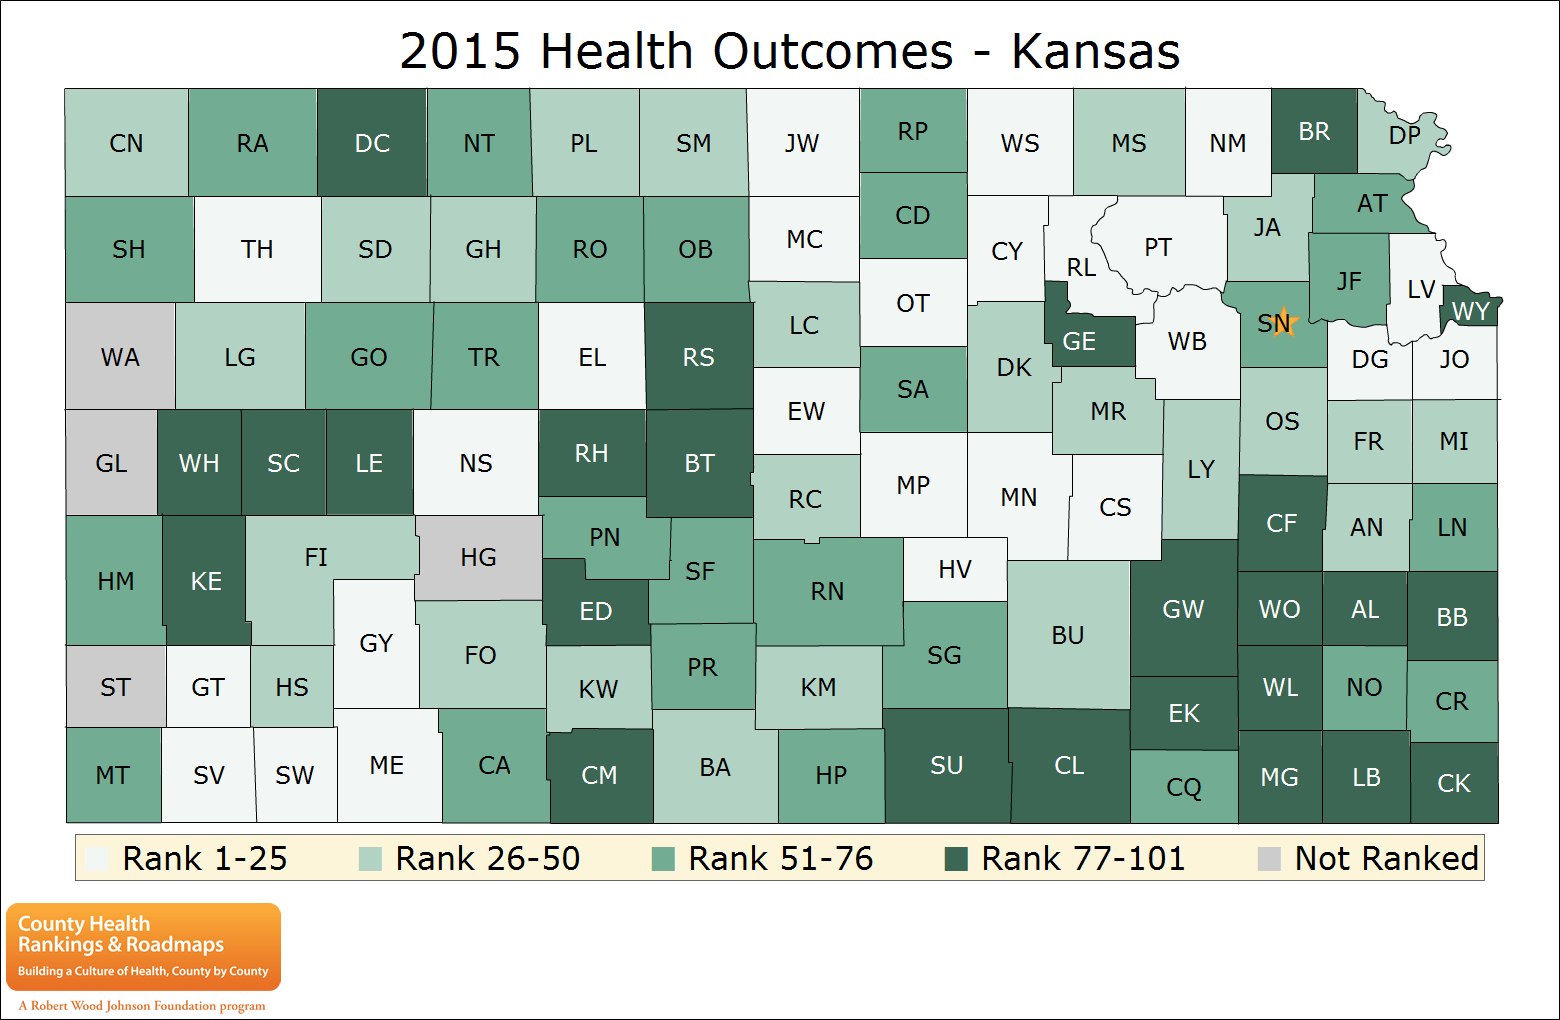 2015 Health Outcomes - Kansas
CN RA DC NT PL SM JW RP WS MS NM BR DP
SH TH SD GH RO OB MC CD CY RL PT JA AT
WA LG GO TR EL RS LC OT DK GE WB SN JF LV WY
EW SA MR OS DG JO
GL WH SC LE NS RH BT RC MP MN CS LY FR MI
HM KE FI HG PN SF RN HV CF AN LN
ED BU GW WO AL BB
ST GT HS GY FO KW PR KM SG EK WL NO CR
MT SV SW ME CA CM BA HP SU CL CQ MG LB CK
Rank 1-25 Rank 26-50 Rank 51-76 Rank 77-101 Not Ranked
County Health
Rankings & Roadmaps
Building a Culture of Health, County by County
A Robert Wood Johnson Foundation program